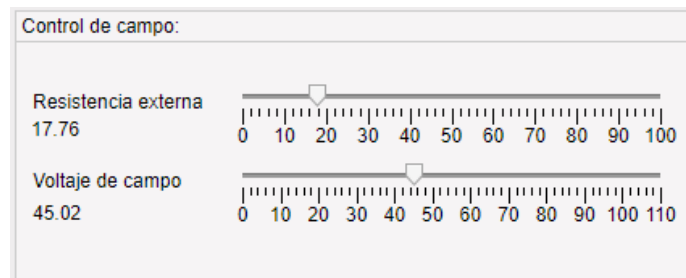 Control de campo:
Resistencia externa
17.76
0 10 20 30 40 50 60 70 80 90 100
Voltaje de campo
45.02
0 10 20 30 40 50 60 70 80 90 100 110